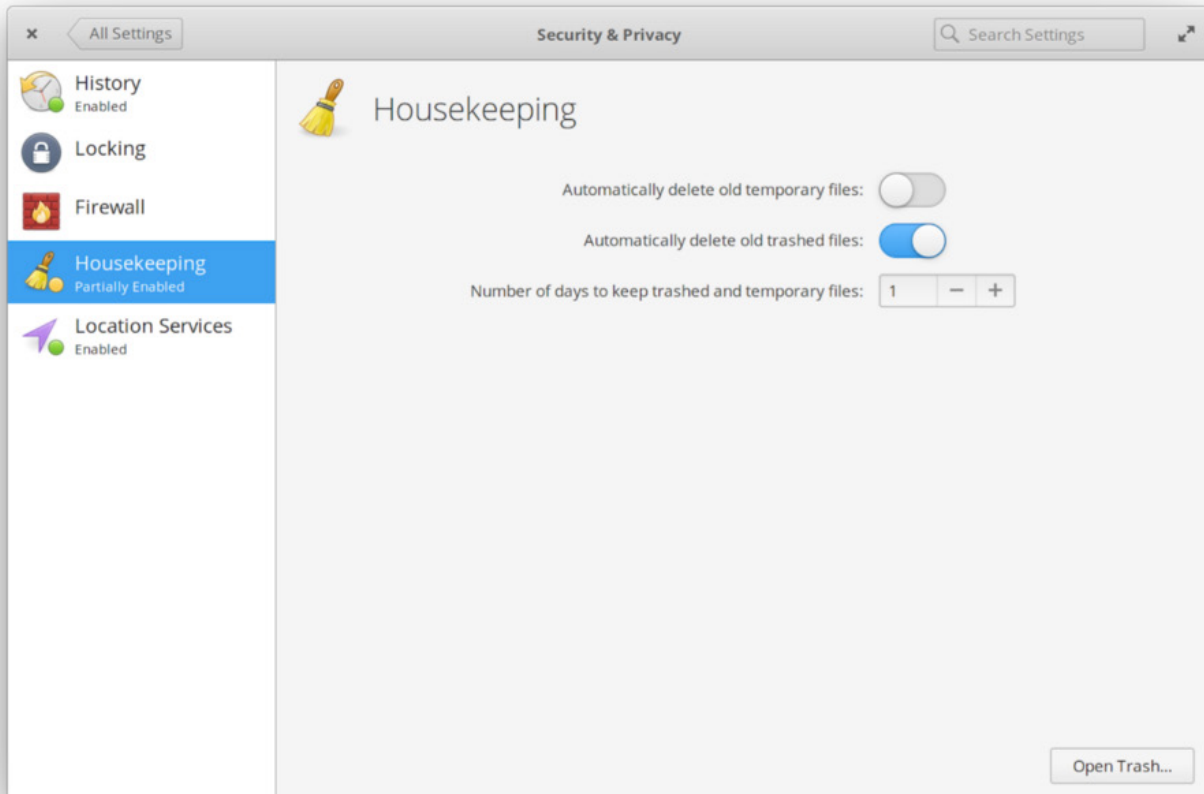 All Settings
Security & Privacy
Search Settings
History
Enabled
Locking
Firewall
Housekeeping
Partially Enabled
Location Services
Enabled
Housekeeping
Automatically delete old temporary files:
Automatically delete old trashed files:
Number of days to keep trashed and temporary files: 1
Open Trash...